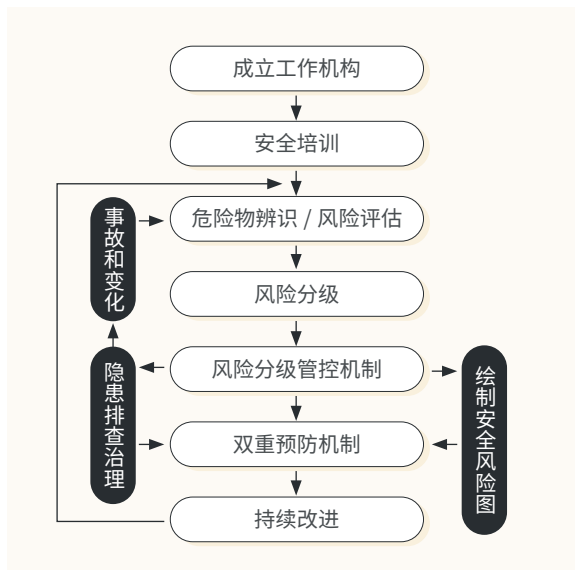 成立工作机构
安全培训
危险物辨识 / 风险评估
风险分级
风险分级管控机制
双重预防机制
持续改进
事故和变化
隐患排查治理
绘制安全风险图